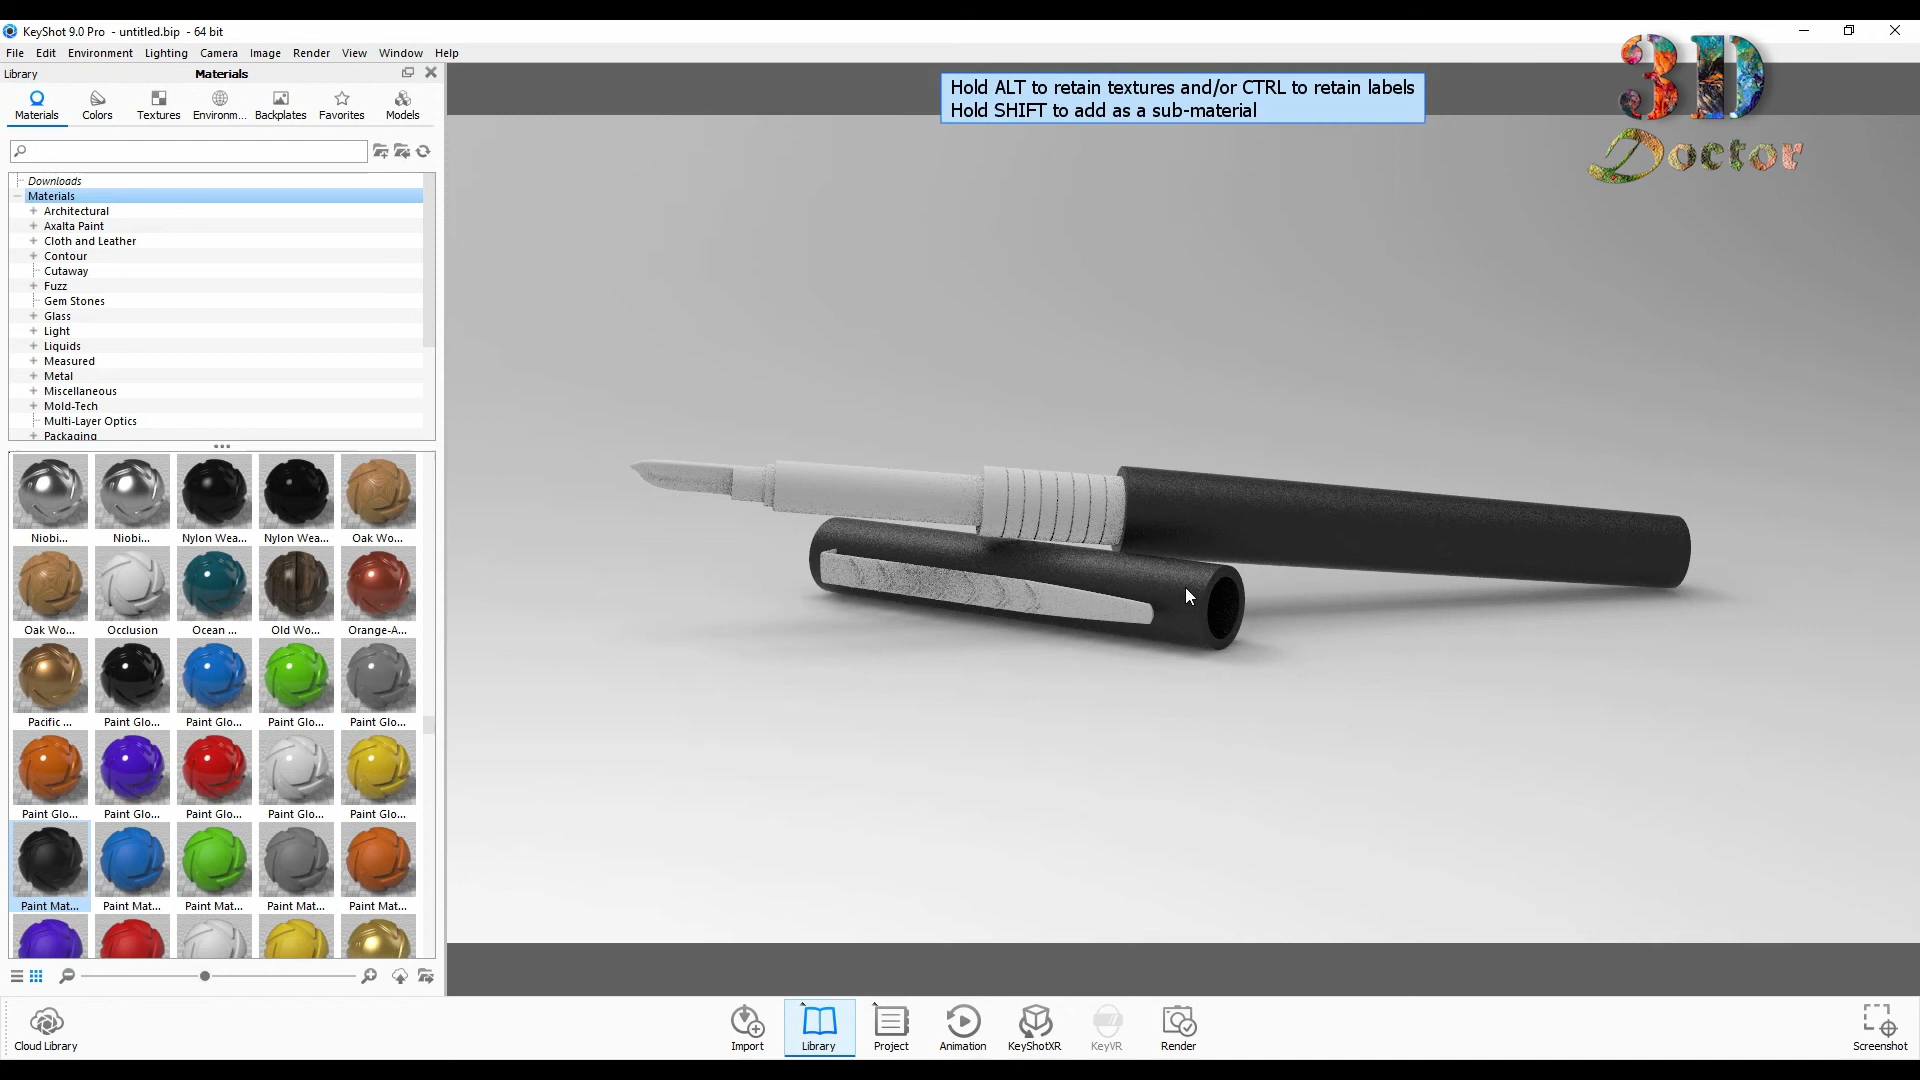 KeyShot 9.0 Pro - untitled.bip - 64 bit
File Edit Environment Lighting Camera Image Render View Window Help
Library Materials
Materials Colors Textures Environm... Backplates Favorites Models
Hold ALT to retain textures and/or CTRL to retain labels
Hold SHIFT to add as a sub-material
3D
Doctor
Downloads
Materials
Architectural
Axalta Paint
Cloth and Leather
Contour
Cutaway
Fuzz
Gem Stones
Glass
Light
Liquids
Measured
Metal
Miscellaneous
Mold-Tech
Multi-Layer Optics
Packaging
Niobi... Niobi... Nylon Wea... Nylon Wea... Oak Wo...
Oak Wo... Occlusion Ocean ... Old Wo... Orange-A...
Pacific ... Paint Glo... Paint Glo... Paint Glo... Paint Glo...
Paint Glo... Paint Glo... Paint Glo... Paint Glo... Paint Glo...
Paint Mat... Paint Mat... Paint Mat... Paint Mat... Paint Mat...
Cloud Library Import Library Project Animation KeyShotXR KeyVR Render Screenshot